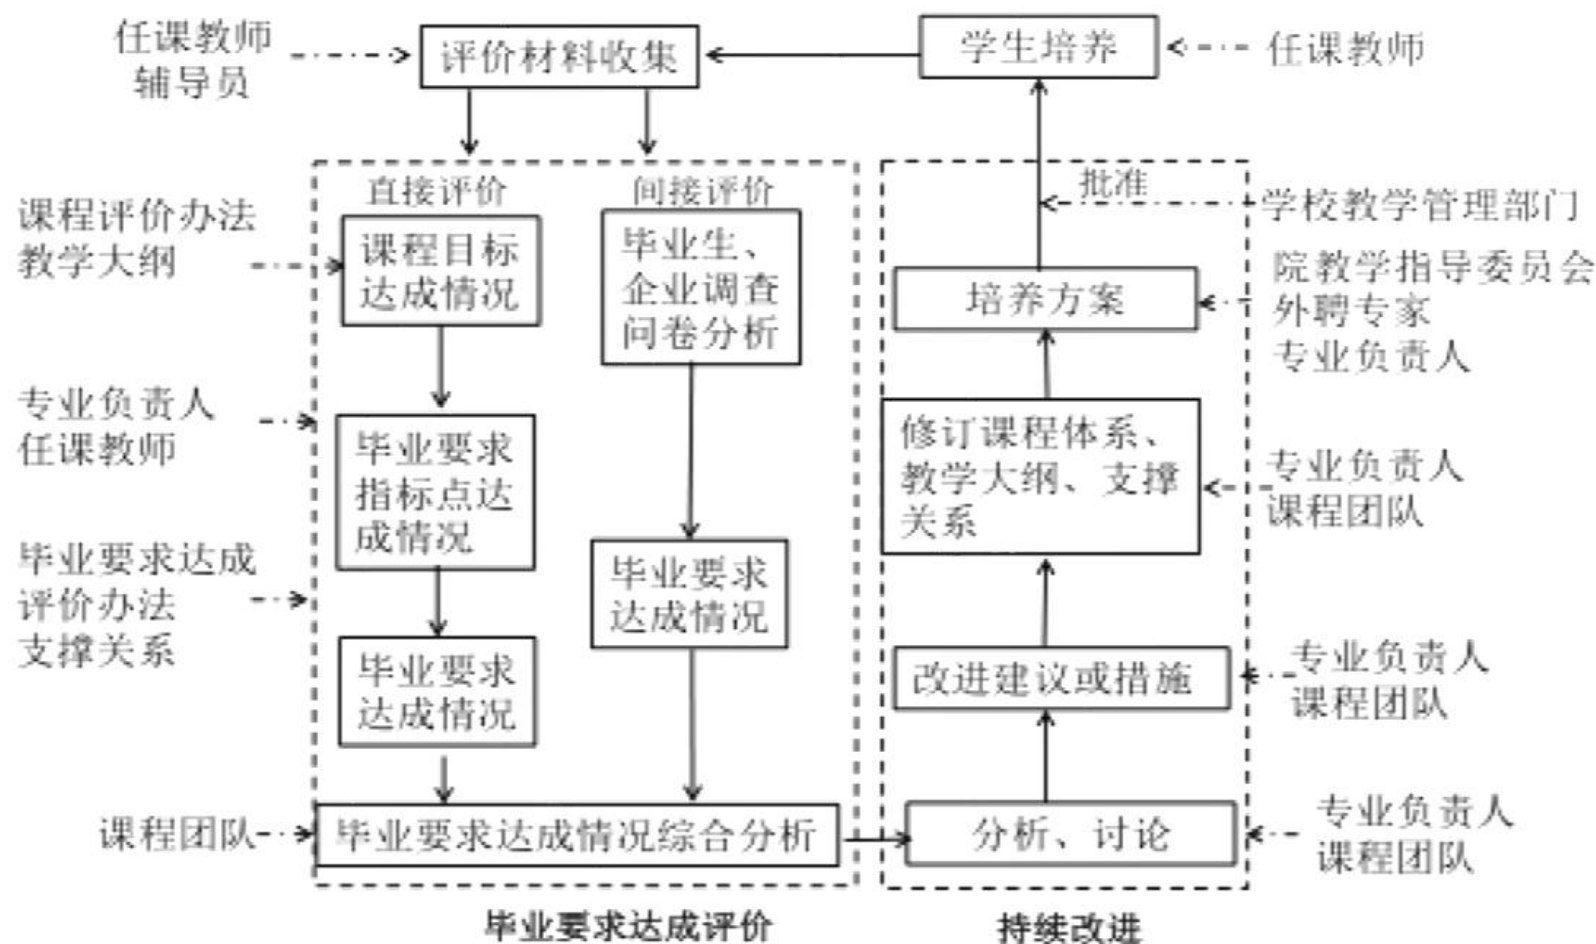 任课教师
辅导员
评价材料收集
学生培养
任课教师
直接评价
间接评价
批准
课程评价办法
教学大纲
课程目标
达成情况
毕业生、
企业调查
问卷分析
学校教学管理部门
培养方案
院教学指导委员会
外聘专家
专业负责人
专业负责人
任课教师
毕业要求
指标点达
成情况
修订课程体系、
教学大纲、支撑
关系
专业负责人
课程团队
毕业要求达成
评价办法
支撑关系
毕业要求
达成情况
毕业要求
达成情况
改进建议或措施
专业负责人
课程团队
课程团队
毕业要求达成情况综合分析
分析、讨论
专业负责人
课程团队
毕业要求达成评价
持续改进